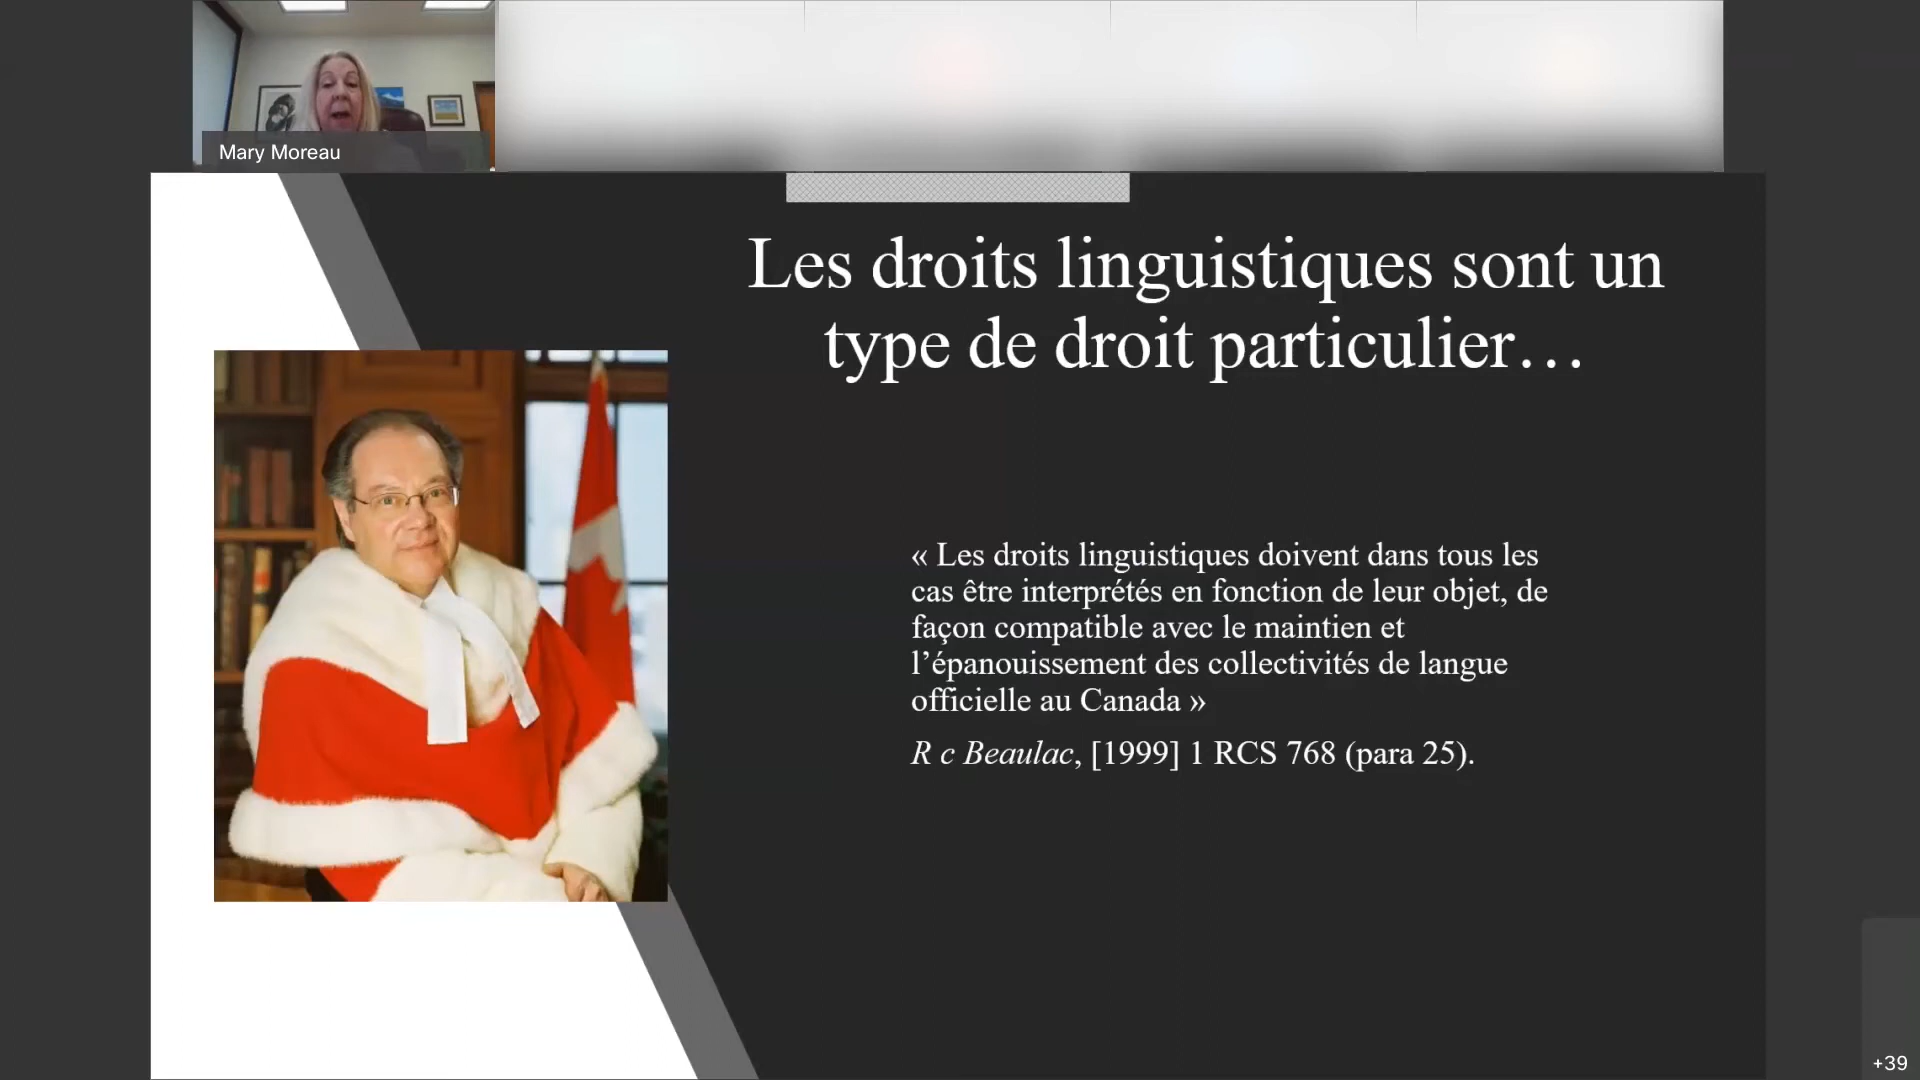 Mary Moreau
Les droits linguistiques sont un
type de droit particulier…
« Les droits linguistiques doivent dans tous les
cas être interprétés en fonction de leur objet, de
façon compatible avec le maintien et
l’épanouissement des collectivités de langue
officielle au Canada »
R c Beaulac, [1999] 1 RCS 768 (para 25).
+39